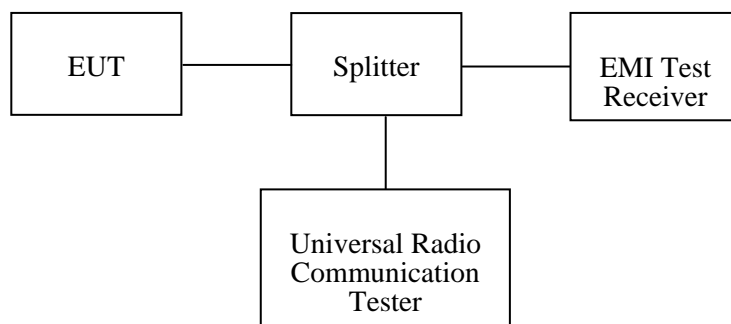 EUT
Splitter
EMI Test
Receiver
Universal Radio
Communication
Tester